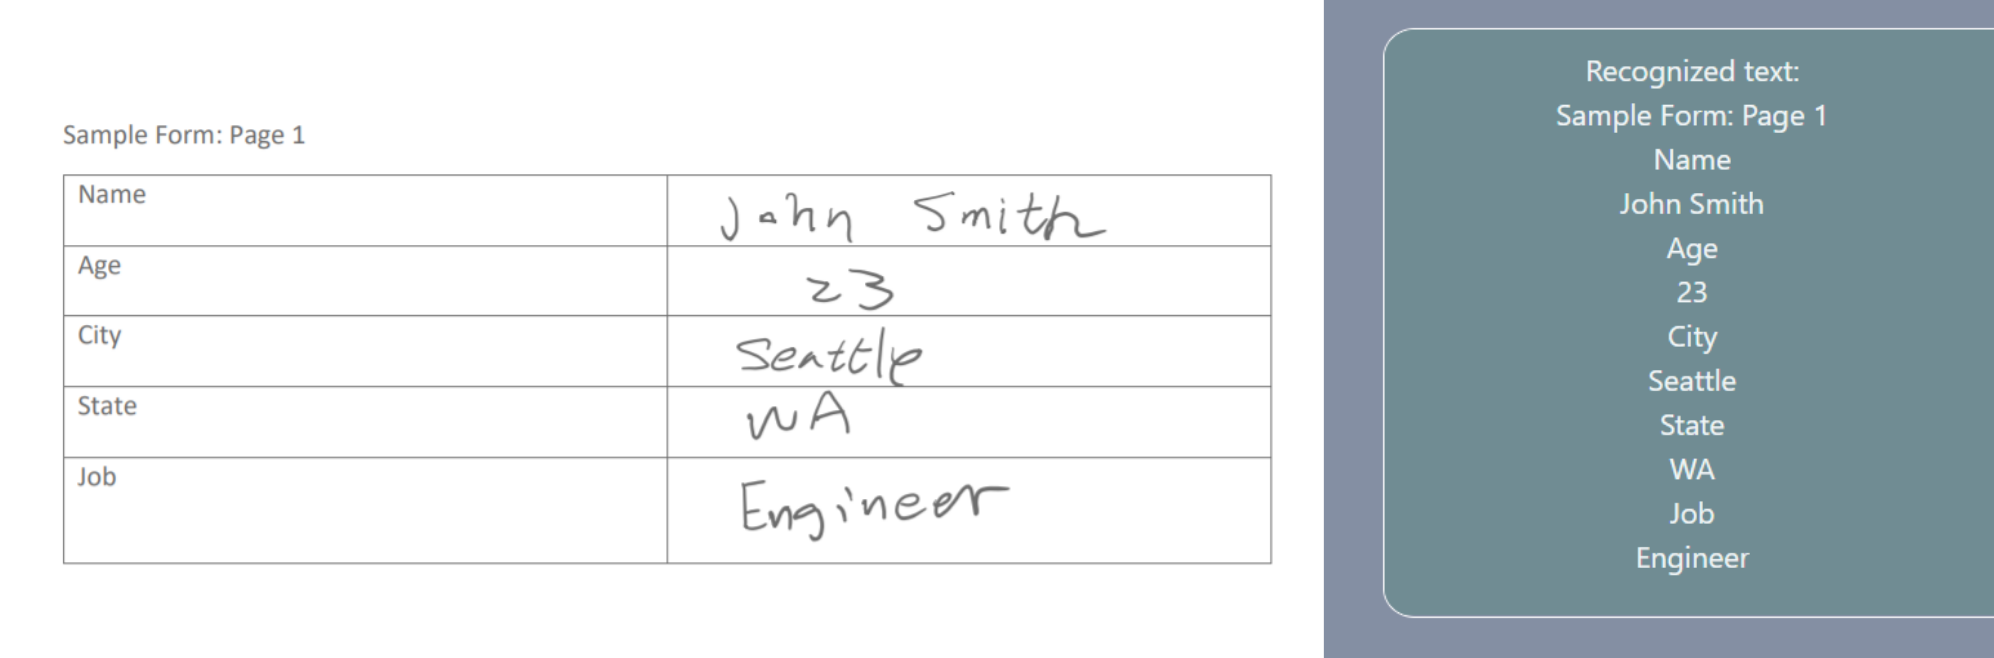 Sample Form: Page 1
Name John Smith
Age 23
City Seattle
State WA
Job Engineer
Recognized text:
Sample Form: Page 1
Name
John Smith
Age
23
City
Seattle
State
WA
Job
Engineer